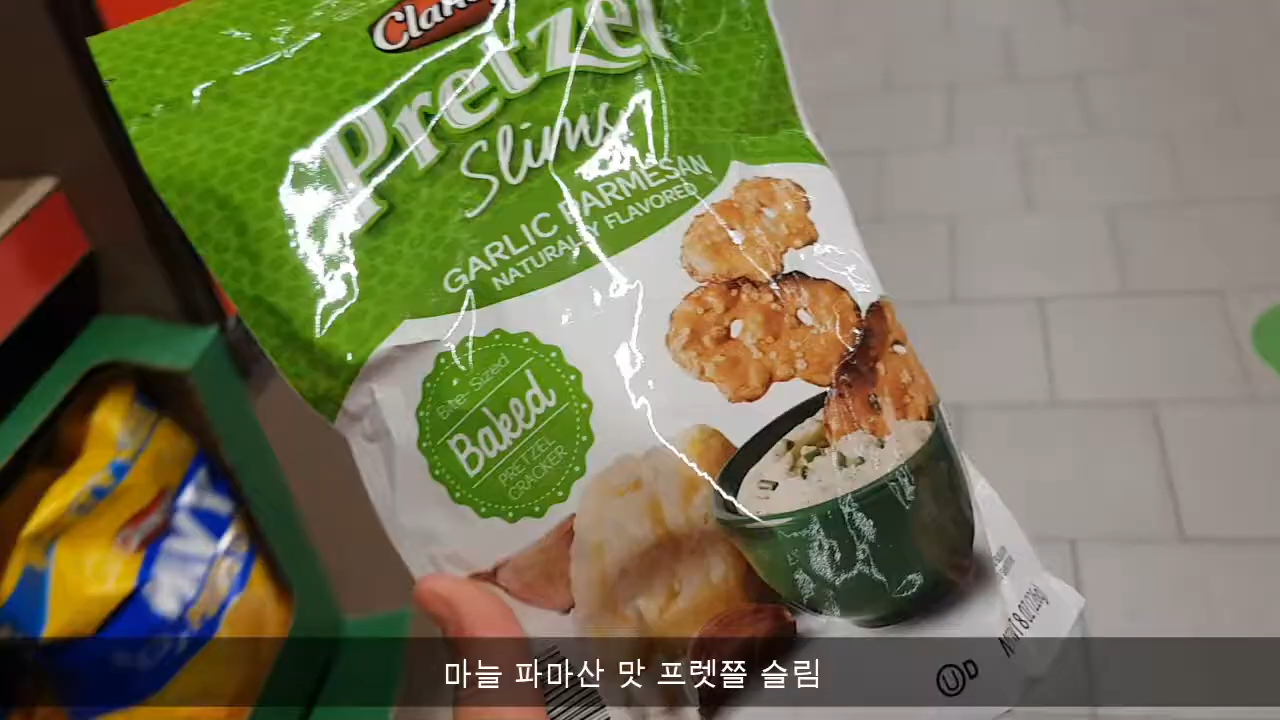 Pretzel
Slims
GARLIC PARMESAN
NATURALLY FLAVORED
Bite-Sized
Baked
PRETZEL
CRACKER
마늘 파마산 맛 프렛쯜 슬림